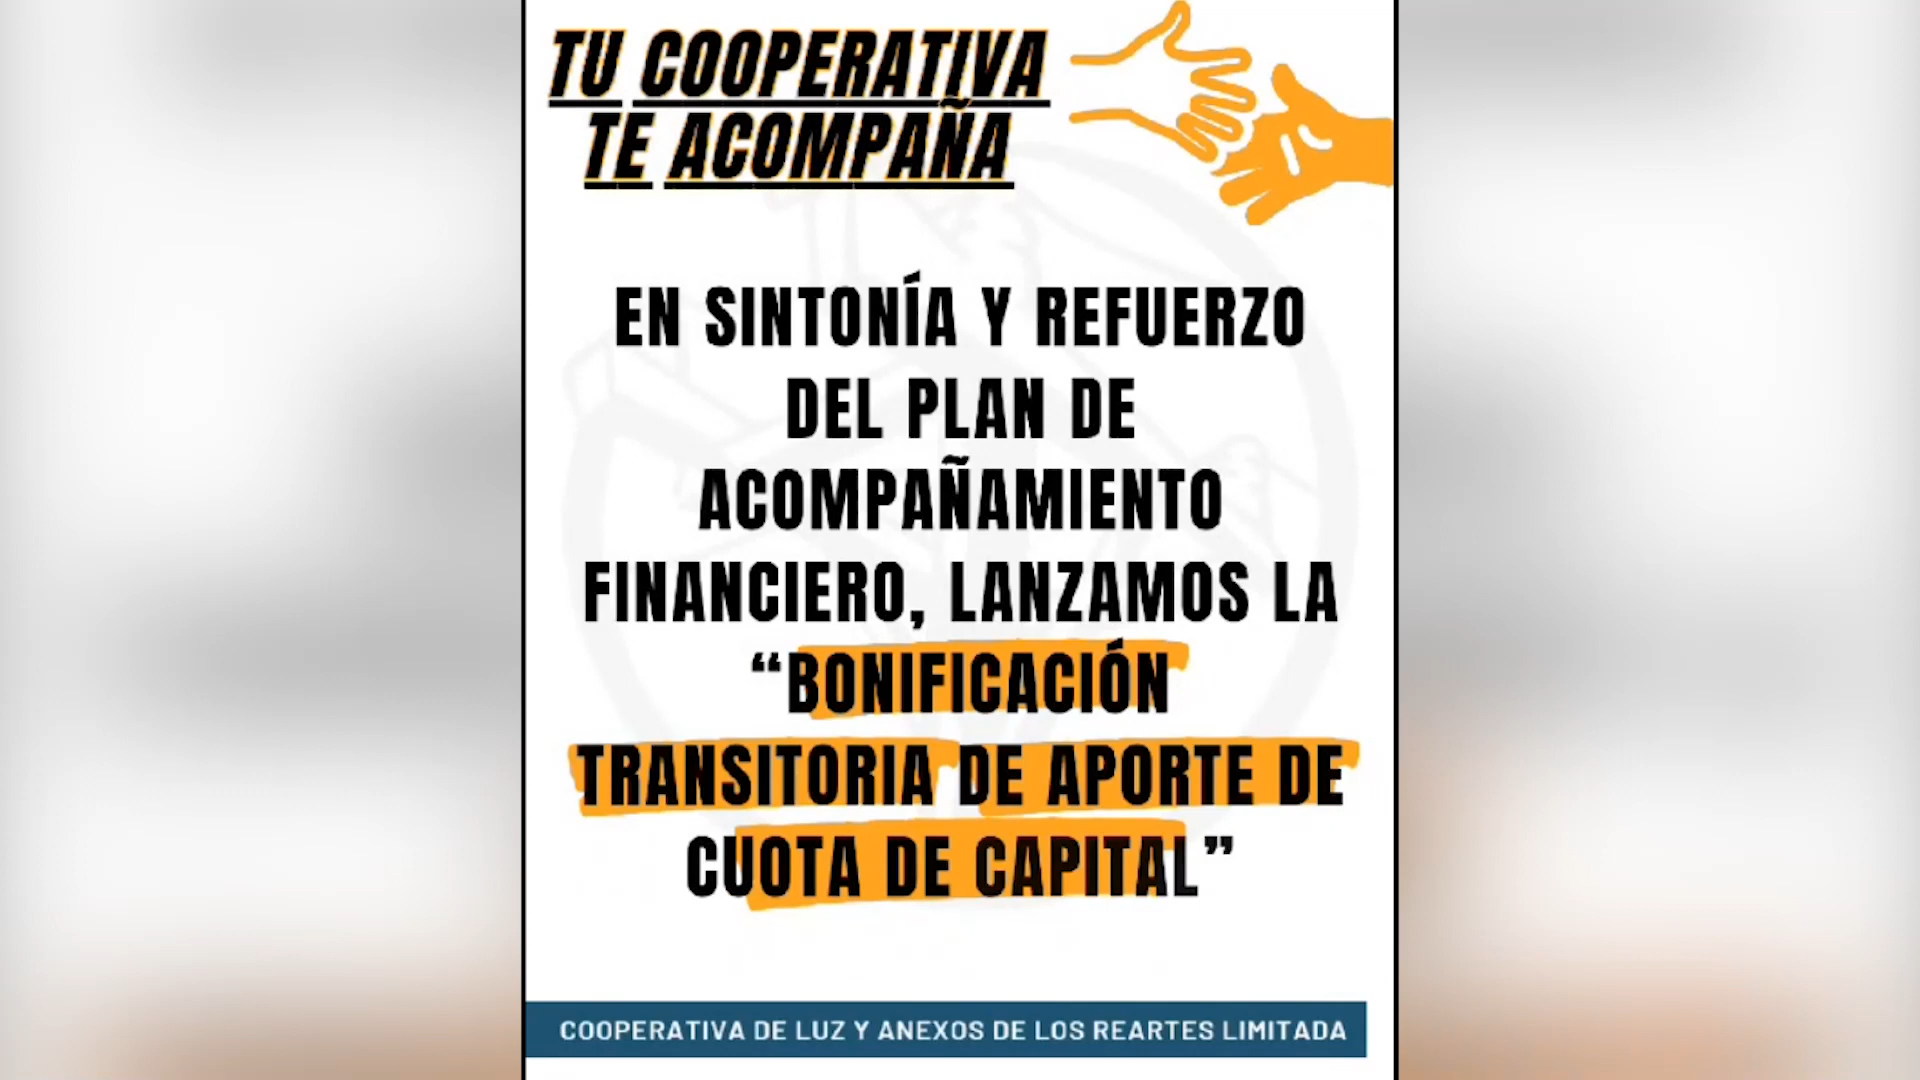 TU COOPERATIVA
TE ACOMPAÑA
EN SINTONÍA Y REFUERZO
DEL PLAN DE
ACOMPAÑAMIENTO
FINANCIERO, LANZAMOS LA
“BONIFICACIÓN
TRANSITORIA DE APORTE DE
CUOTA DE CAPITAL”
COOPERATIVA DE LUZ Y ANEXOS DE LOS REARTES LIMITADA